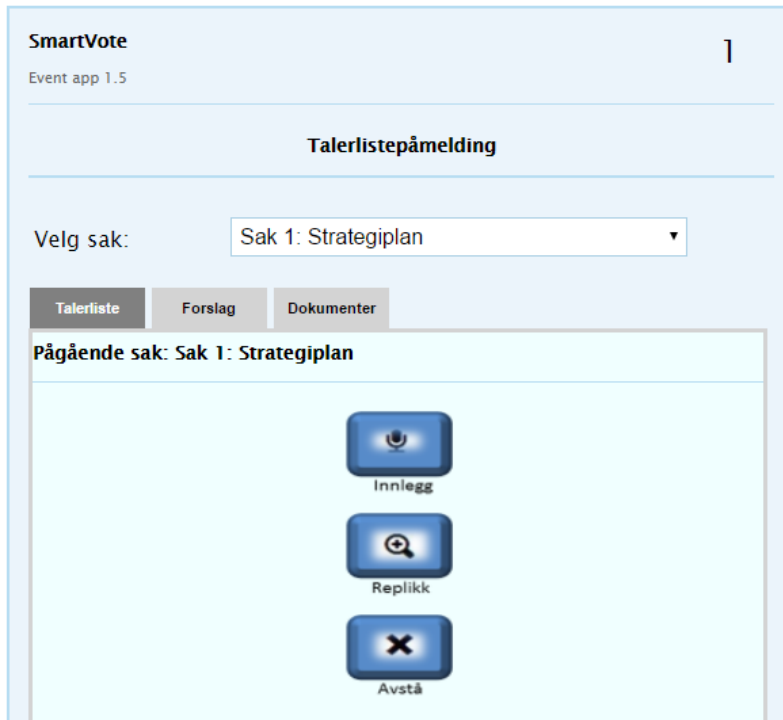 SmartVote
1
Event app 1.5
Talerlistepåmelding
Velg sak:
Sak 1: Strategiplan
Talerliste
Forslag
Dokumenter
Pågående sak: Sak 1: Strategiplan
Innlegg
Replikk
Avstå